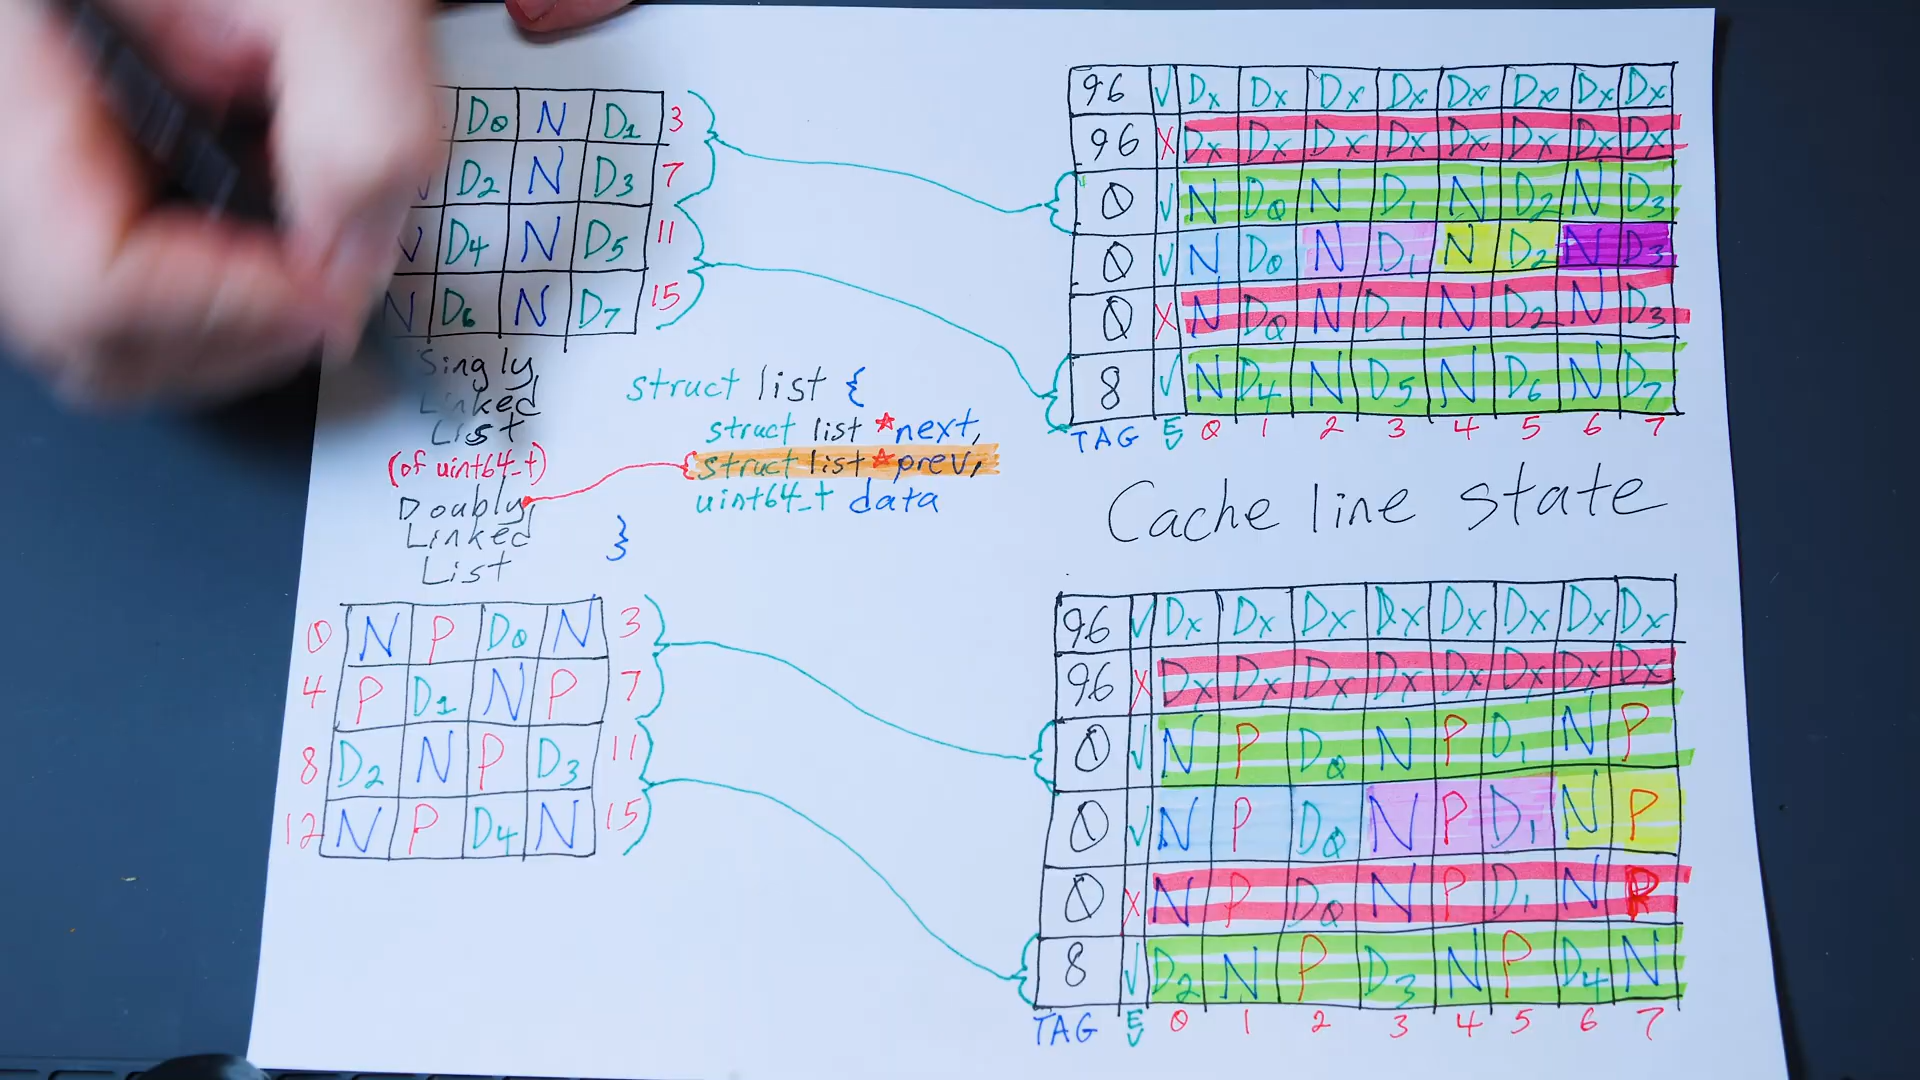 D0 N D1 3
D2 N D3 7
D4 N D5 11
N D6 N D7 15
Singly
Linked
List
(of uint64_t)
Doubly
Linked
List
struct list {
struct list *next,
struct list *prev,
uint64_t data
}
0 N P D0 N 3
4 P D1 N P 7
8 D2 N P D3 11
12 N P D4 N 15
96 √ Dx Dx Dx Dx Dx Dx Dx Dx
96 X Dx Dx Dx Dx Dx Dx Dx Dx
0 √ N D0 N D1 N D2 N D3
0 √ N D0 N D1 N D2 N D3
0 X N D0 N D1 N D2 N D3
8 √ N D4 N D5 N D6 N D7
TAG E 0 1 2 3 4 5 6 7
Cache line state
96 √ Dx Dx Dx Dx Dx Dx Dx Dx
96 X Dx Dx Dx Dx Dx Dx Dx Dx
0 √ N P D0 N P D1 N P
0 √ N P D0 N P D1 N P
0 X N P D0 N P D1 N P
8 √ D2 N P D3 N P D4 N
TAG E 0 1 2 3 4 5 6 7